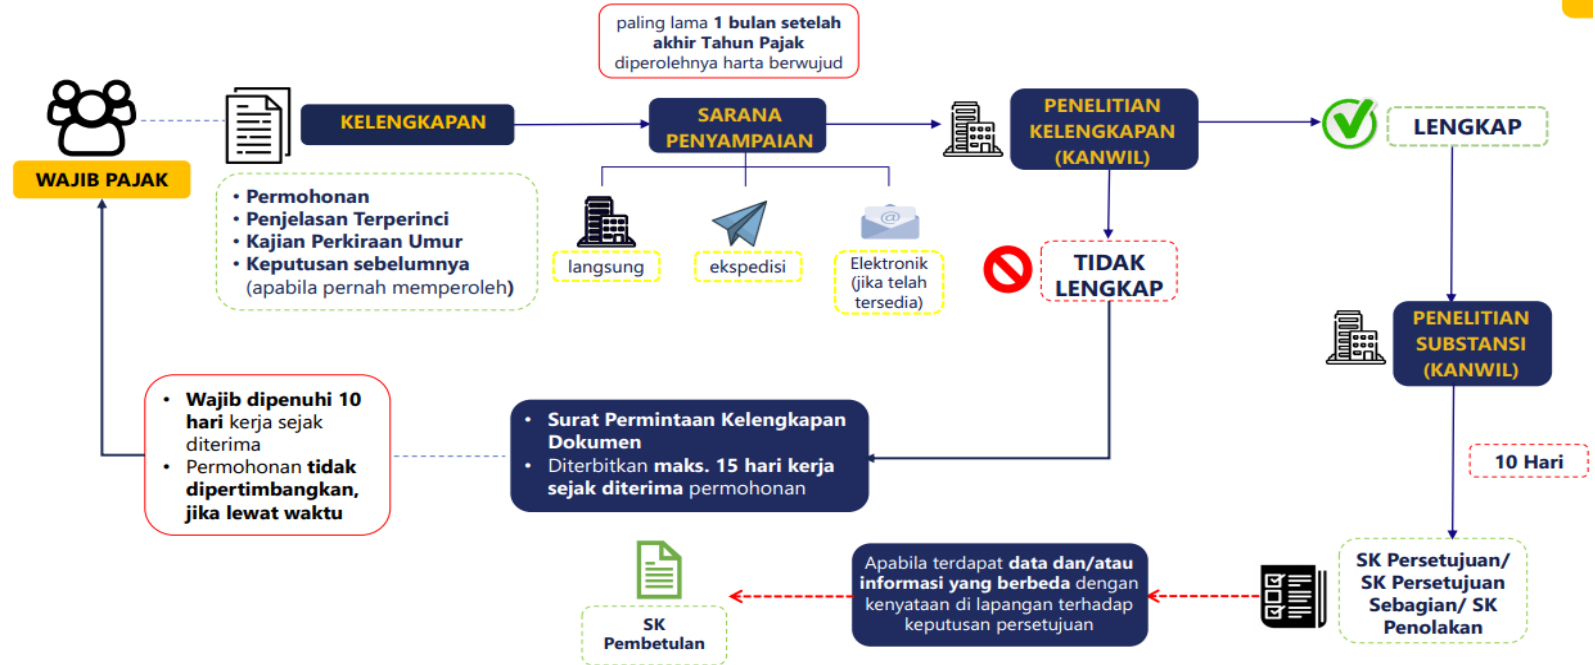 paling lama 1 bulan setelah
akhir Tahun Pajak
diperolehnya harta berwujud
WAJIB PAJAK
KELENGKAPAN
• Permohonan
• Penjelasan Terperinci
• Kajian Perkiraan Umur
• Keputusan sebelumnya
(apabila pernah memperoleh)
SARANA
PENYAMPAIAN
langsung
ekspedisi
@
Elektronik
(jika telah
tersedia)
PENELITIAN
KELENGKAPAN
(KANWIL)
LENGKAP
TIDAK
LENGKAP
PENELITIAN
SUBSTANSI
(KANWIL)
• Wajib dipenuhi 10
hari kerja sejak
diterima
• Permohonan tidak
dipertimbangkan,
jika lewat waktu
• Surat Permintaan Kelengkapan
Dokumen
• Diterbitkan maks. 15 hari kerja
sejak diterima permohonan
10 Hari
SK Persetujuan/
SK Persetujuan
Sebagian/ SK
Penolakan
Apabila terdapat data dan/atau
informasi yang berbeda dengan
kenyataan di lapangan terhadap
keputusan persetujuan
SK
Pembetulan